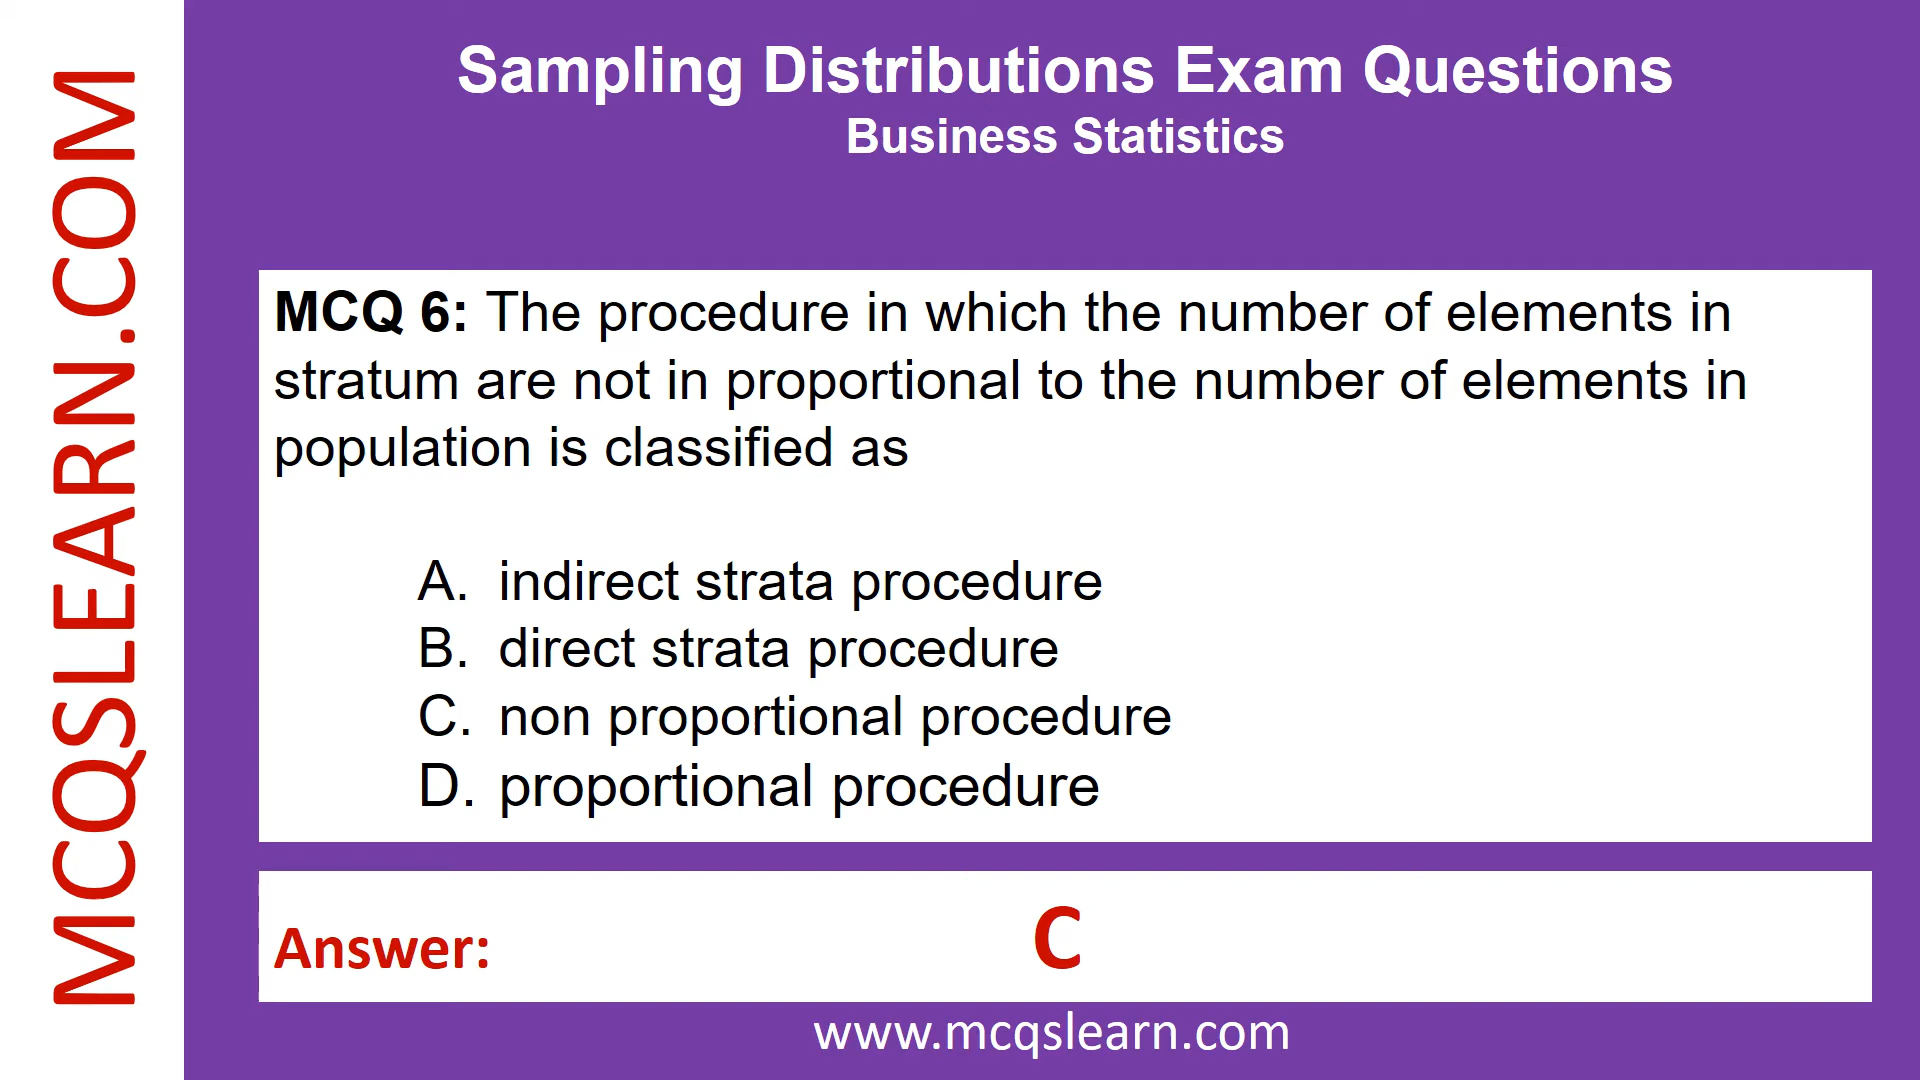 MCQSLEARN.COM
Sampling Distributions Exam Questions
Business Statistics
MCQ 6: The procedure in which the number of elements in
stratum are not in proportional to the number of elements in
population is classified as
A. indirect strata procedure
B. direct strata procedure
C. non proportional procedure
D. proportional procedure
Answer: C
www.mcqslearn.com